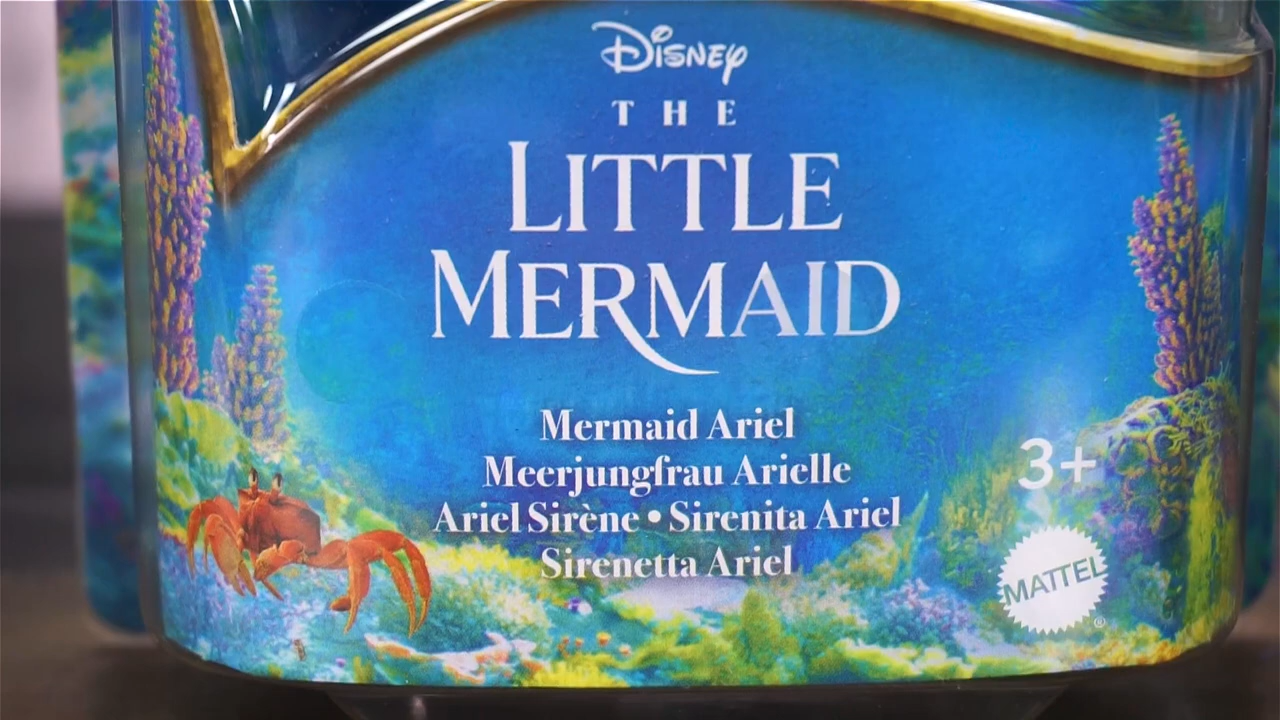 Disney
THE
LITTLE
MERMAID
Mermaid Ariel
Meerjungfrau Arielle
Ariel Sirène • Sirenita Ariel
Sirenetta Ariel
3+
MATTEL
®